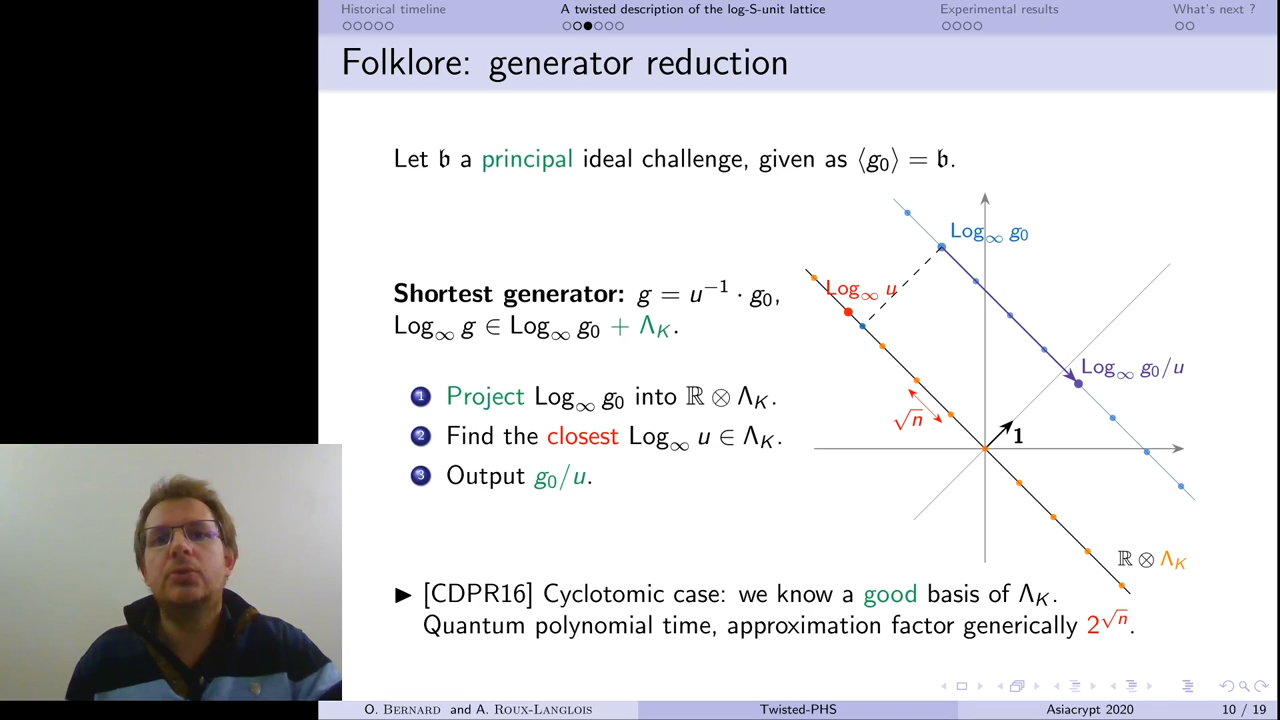 Historical timeline
A twisted description of the log-S-unit lattice
Experimental results
What's next ?
Folklore: generator reduction
Let 𝔟 a principal ideal challenge, given as ⟨g₀⟩ = 𝔟.
Log∞ g₀
Log∞ u
Shortest generator: g = u⁻¹ · g₀,
Log∞ g ∈ Log∞ g₀ + Λ_K.
Log∞ g₀/u
1 Project Log∞ g₀ into ℝ ⊗ Λ_K.
√n
2 Find the closest Log∞ u ∈ Λ_K.
1
3 Output g₀/u.
ℝ ⊗ Λ_K
▶ [CDPR16] Cyclotomic case: we know a good basis of Λ_K.
Quantum polynomial time, approximation factor generically 2^√n.
O. Bernard and A. Roux-Langlois
Twisted-PHS
Asiacrypt 2020
10 / 19